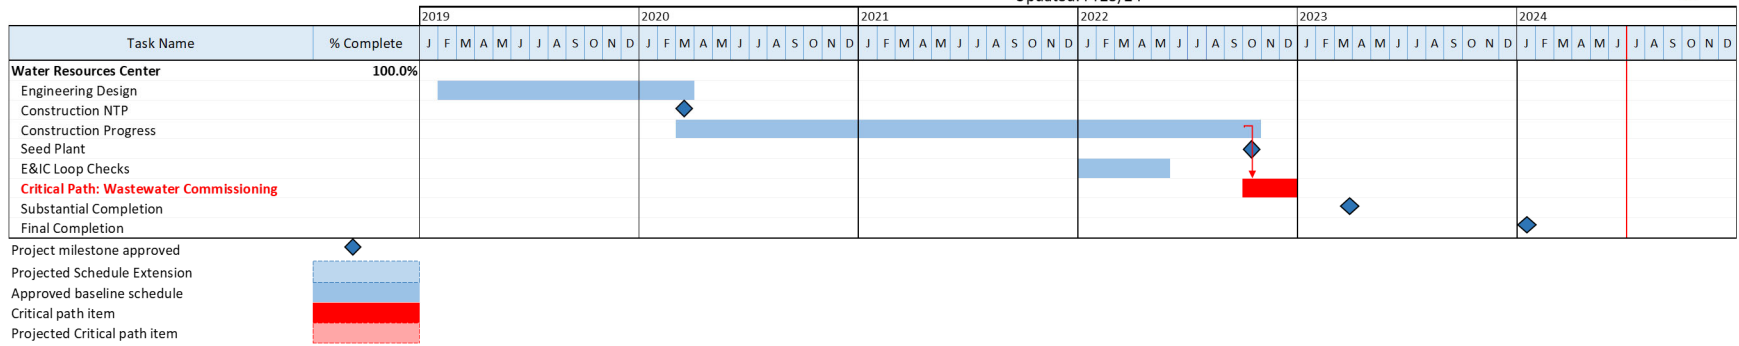 2019 2020 2021 2022 2023 2024
Task Name % Complete J F M A M J J A S O N D J F M A M J J A S O N D J F M A M J J A S O N D J F M A M J J A S O N D J F M A M J J A S O N D J F M A M J J A S O N D
Water Resources Center 100.0%
Engineering Design
Construction NTP
Construction Progress
Seed Plant
E&IC Loop Checks
Critical Path: Wastewater Commissioning
Substantial Completion
Final Completion
Project milestone approved
Projected Schedule Extension
Approved baseline schedule
Critical path item
Projected Critical path item